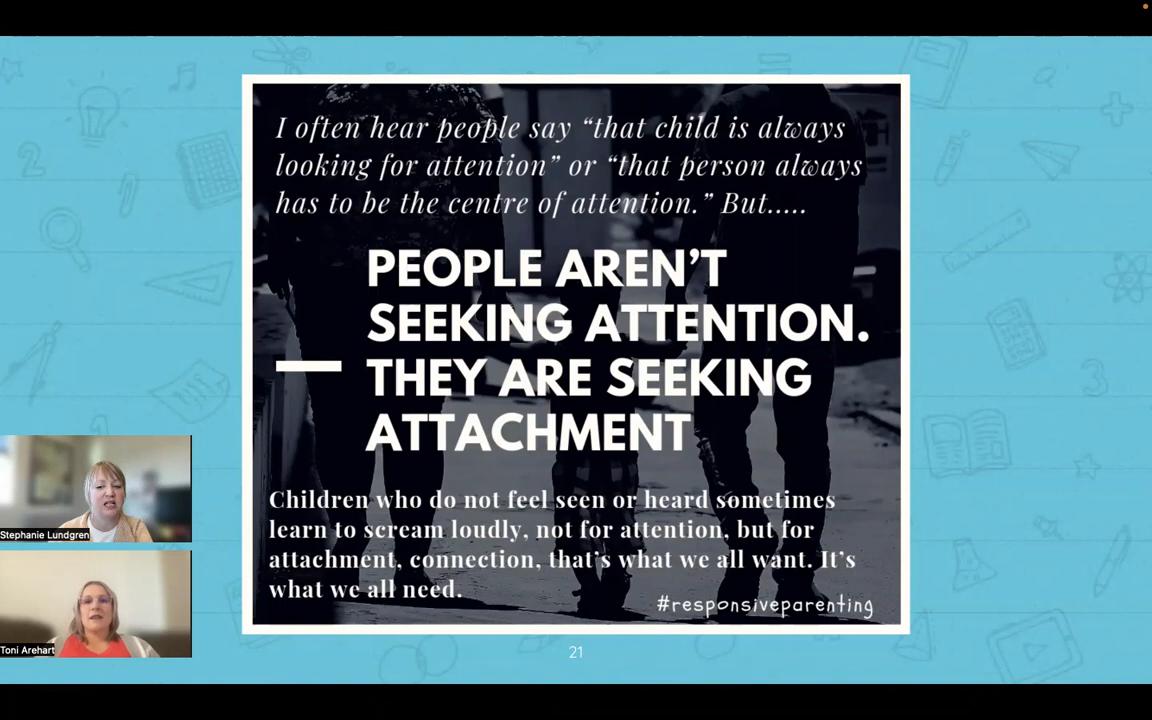 I often hear people say “that child is always
looking for attention” or “that person always
has to be the centre of attention.” But.....
PEOPLE AREN’T
SEEKING ATTENTION.
THEY ARE SEEKING
ATTACHMENT
Children who do not feel seen or heard sometimes
learn to scream loudly, not for attention, but for
attachment, connection, that’s what we all want. It’s
what we all need.
#responsiveparenting
21
Stephanie Lundgren
Toni Arehart
2
3